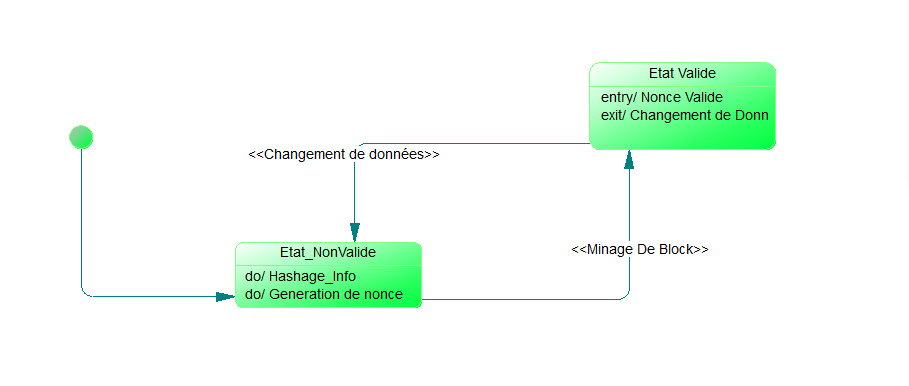 Etat Valide
entry/ Nonce Valide
exit/ Changement de Donn
<<Changement de données>>
<<Minage De Block>>
Etat_NonValide
do/ Hashage_Info
do/ Generation de nonce